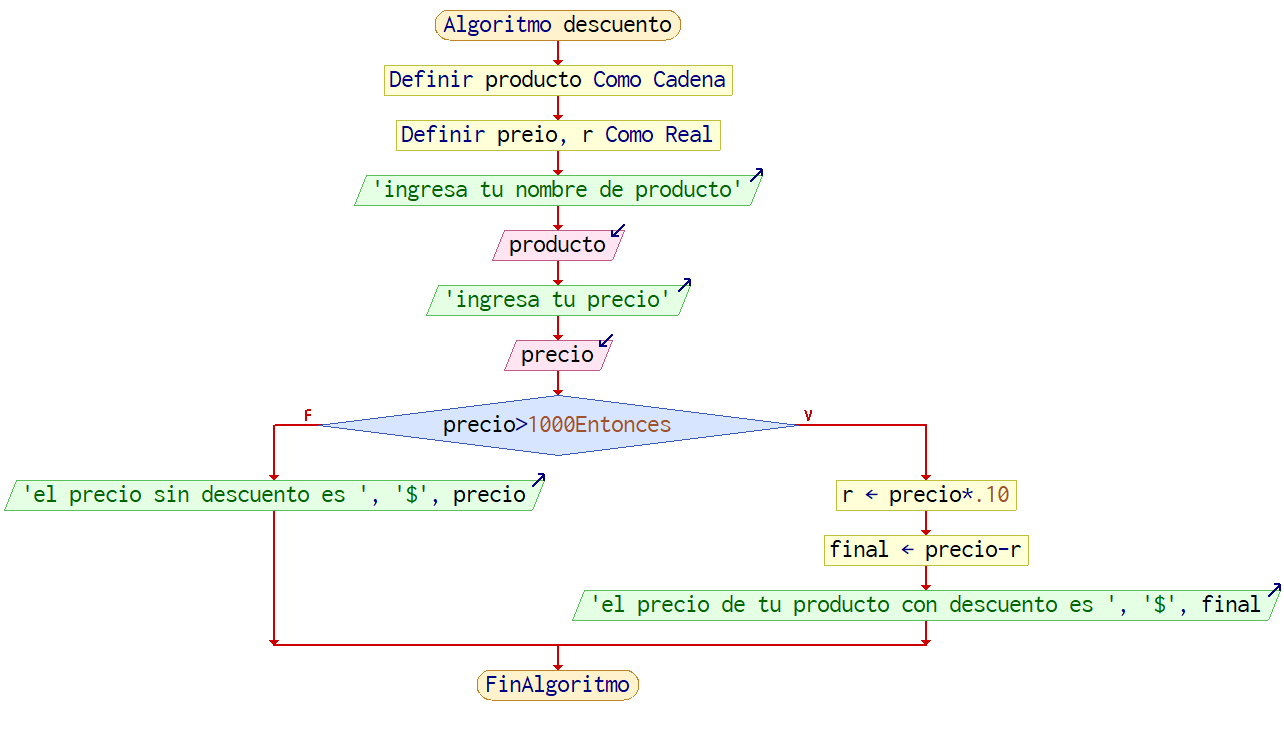 Algoritmo descuento
Definir producto Como Cadena
Definir preio, r Como Real
'ingresa tu nombre de producto'
producto
'ingresa tu precio'
precio
F
V
precio>1000Entonces
'el precio sin descuento es ', '$', precio
r ← precio*.10
final ← precio-r
'el precio de tu producto con descuento es ', '$', final
FinAlgoritmo